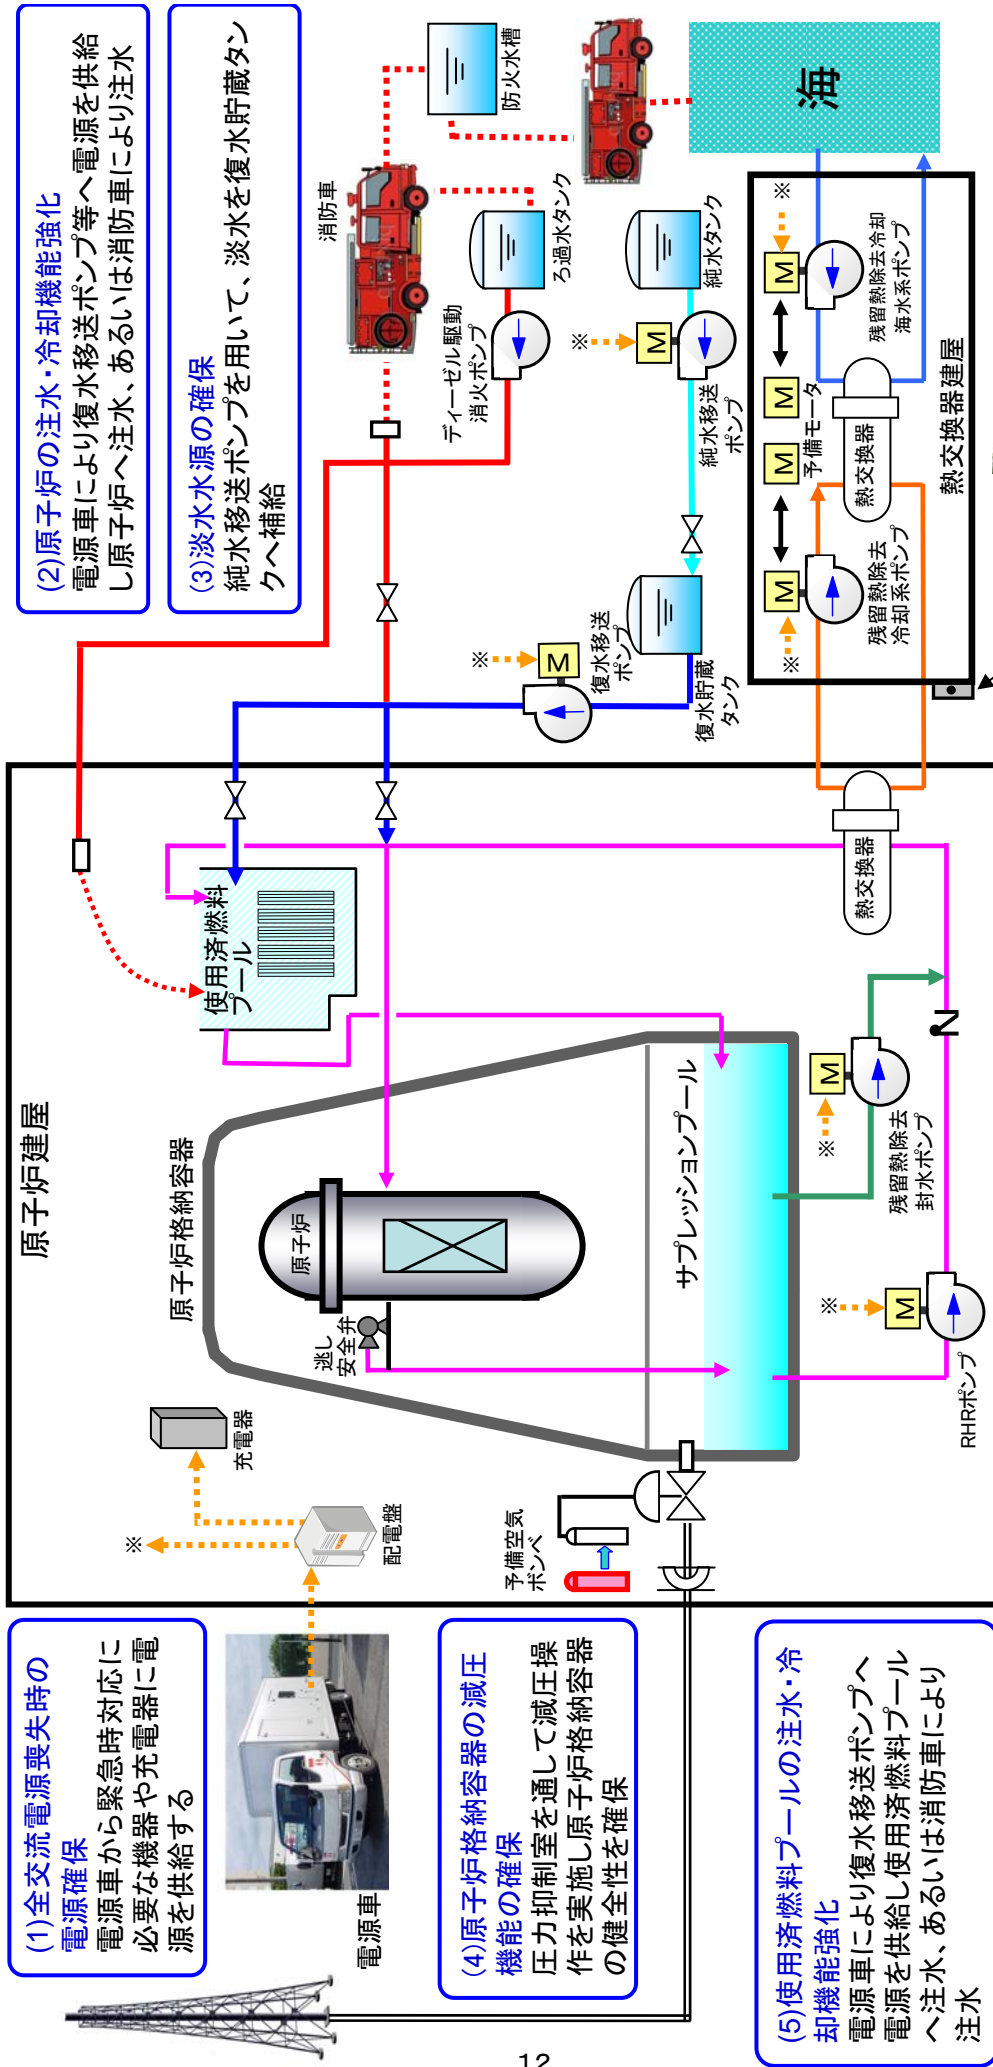 (1)全交流電源喪失時の
電源確保
電源車から緊急時対応に
必要な機器や充電器に電
源を供給する
電源車
(4)原子炉格納容器の減圧
機能の確保
圧力抑制室を通して減圧操
作を実施し原子炉格納容器
の健全性を確保
(5)使用済燃料プールの注水・冷
却機能強化
電源車により復水移送ポンプへ
電源を供給し使用済燃料プール
へ注水、あるいは消防車により
注水
原子炉建屋
原子炉格納容器
充電器
※
配電盤
予備空気
ボンベ
原子炉
逃し
安全弁
サプレッションプール
使用済燃料
プール
※
M
RHRポンプ
※
M
残留熱除去
封水ポンプ
熱交換器
(2)原子炉の注水・冷却機能強化
電源車により復水移送ポンプ等へ電源を供給
し原子炉へ注水、あるいは消防車により注水
(3)淡水水源の確保
純水移送ポンプを用いて、淡水を復水貯蔵タン
クへ補給
消防車
防火水槽
ディーゼル駆動
消火ポンプ
ろ過水タンク
※
M
復水移送
ポンプ
復水貯蔵
タンク
※
M
純水移送
ポンプ
純水タンク
海
※
M
M
M
M
※
予備モータ
残留熱除去
冷却系ポンプ
熱交換器
残留熱除去冷却
海水系ポンプ
熱交換器建屋
12